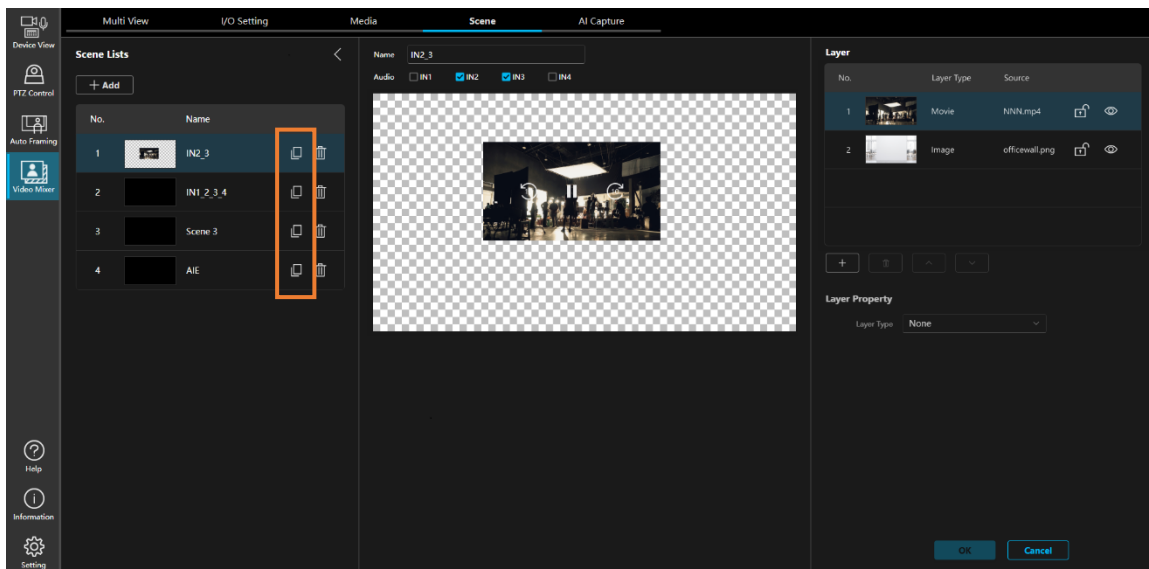 Multi View
I/O Setting
Media
Scene
AI Capture
Device View
PTZ Control
Auto Framing
Video Mixer
Help
Information
Setting
Scene Lists
+ Add
No. Name
1 IN2_3
2 IN1_2_3_4
3 Scene 3
4 AIE
Name IN2_3
Audio IN1 IN2 IN3 IN4
Layer
No. Layer Type Source
1 Movie NNN.mp4
2 Image officewall.png
Layer Property
Layer Type None
OK Cancel